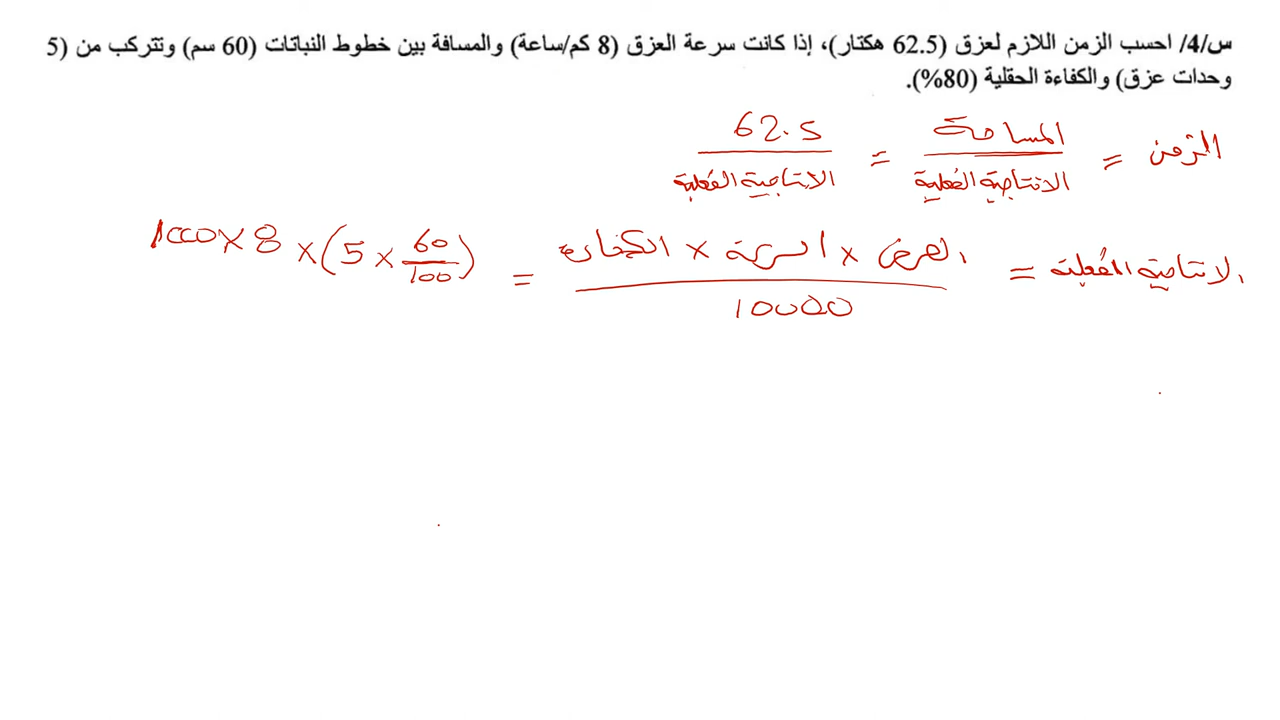 س/4/ احسب الزمن اللازم لعزق (62.5 هكتار)، إذا كانت سرعة العزق (8 كم/ساعة) والمسافة بين خطوط النباتات (60 سم) وتتركب من (5
وحدات عزق) والكفاءة الحقلية (80%).
الزمن = المساحة / الانتاجية الفعلية = 62.5 / الانتاجية الفعلية
الانتاجية الفعلية = العرض × السرعة × الكفاءة / 10000 = (5 × 60/100) × 8 × 1000